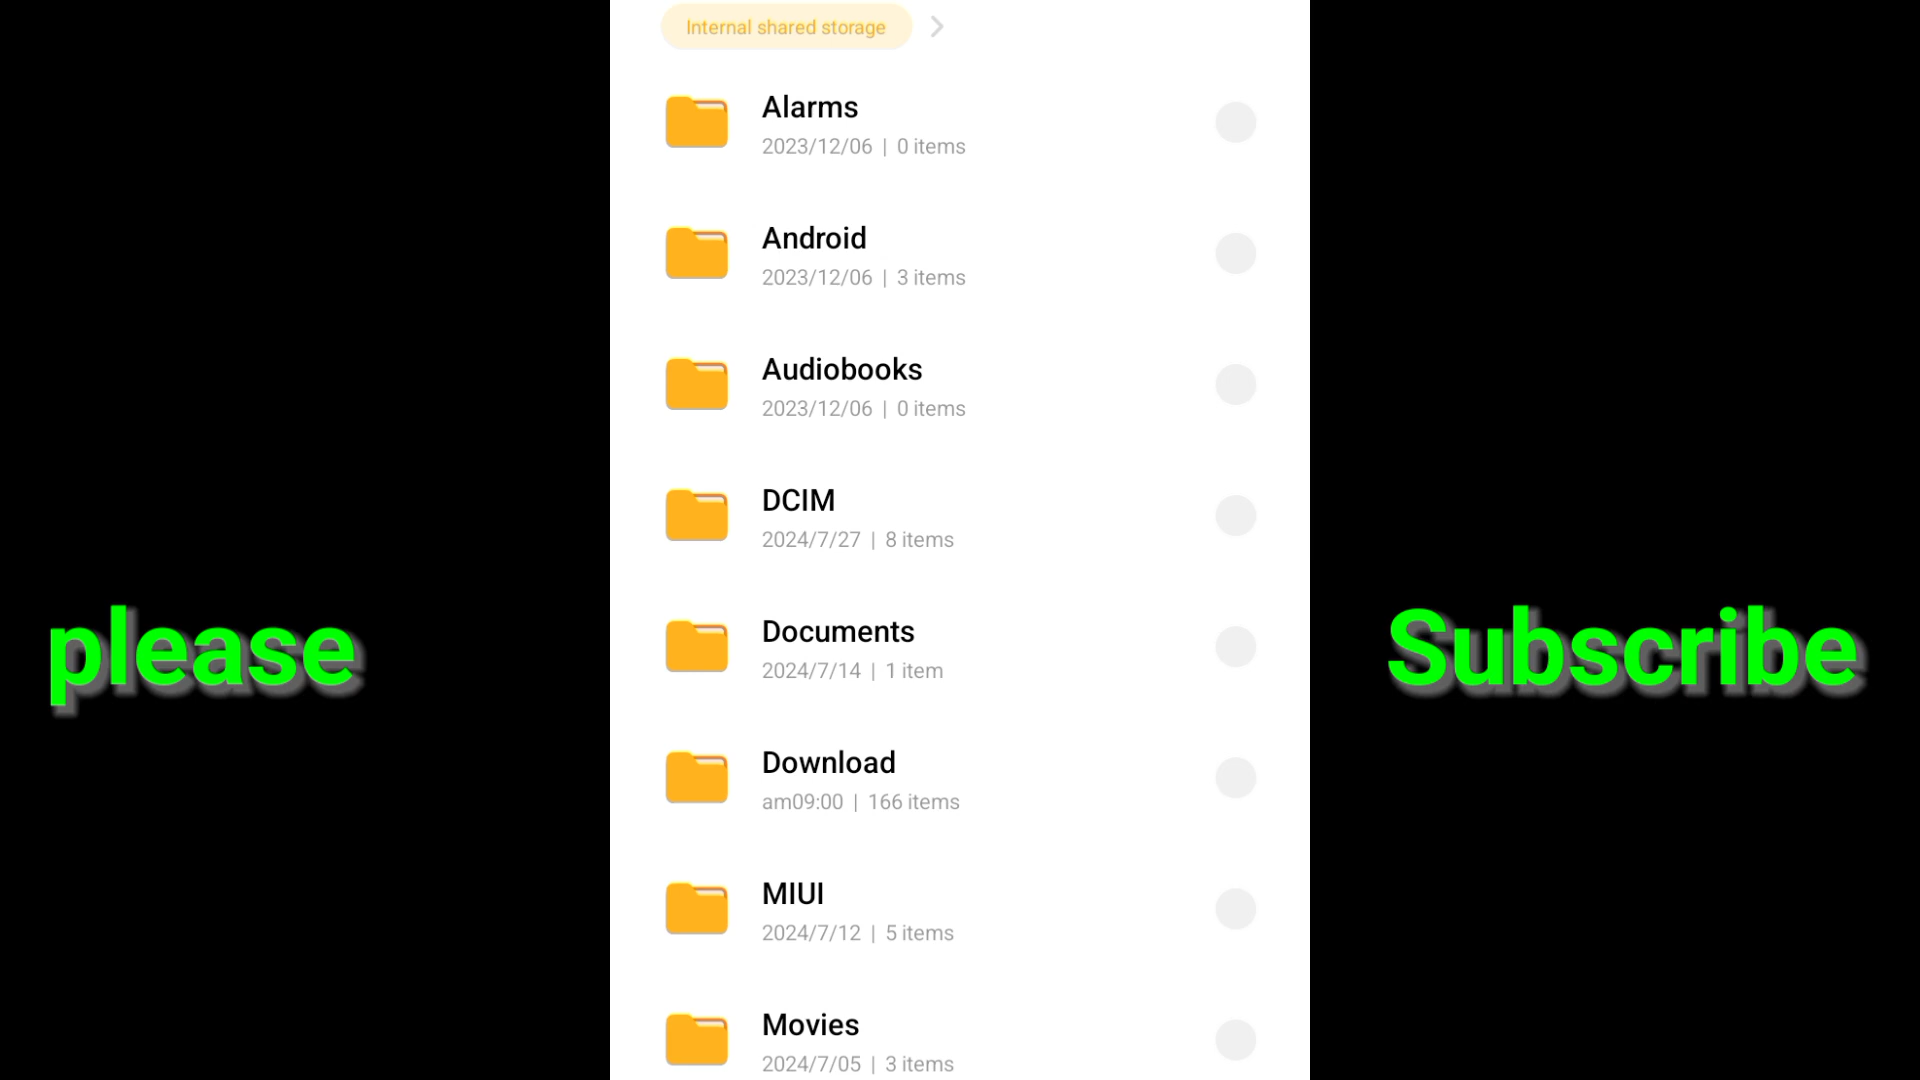 Internal shared storage
Alarms
2023/12/06 | 0 items
Android
2023/12/06 | 3 items
Audiobooks
2023/12/06 | 0 items
DCIM
2024/7/27 | 8 items
Documents
2024/7/14 | 1 item
please
Subscribe
Download
am09:00 | 166 items
MIUI
2024/7/12 | 5 items
Movies
2024/7/05 | 3 items